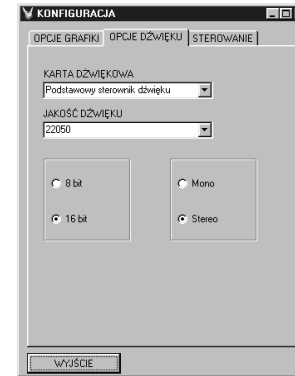 KONFIGURACJA
OPCJE GRAFIKI OPCJE DŹWIĘKU STEROWANIE
KARTA DŹWIĘKOWA
Podstawowy sterownik dźwięku
JAKOŚĆ DŹWIĘKU
22050
8 bit Mono
16 bit Stereo
WYJŚCIE